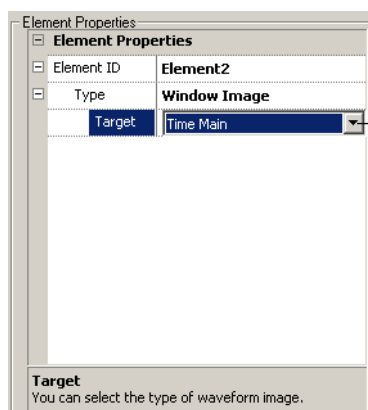 Element Properties
Element Properties
Element ID Element2
Type Window Image
Target Time Main
Target
You can select the type of waveform image.